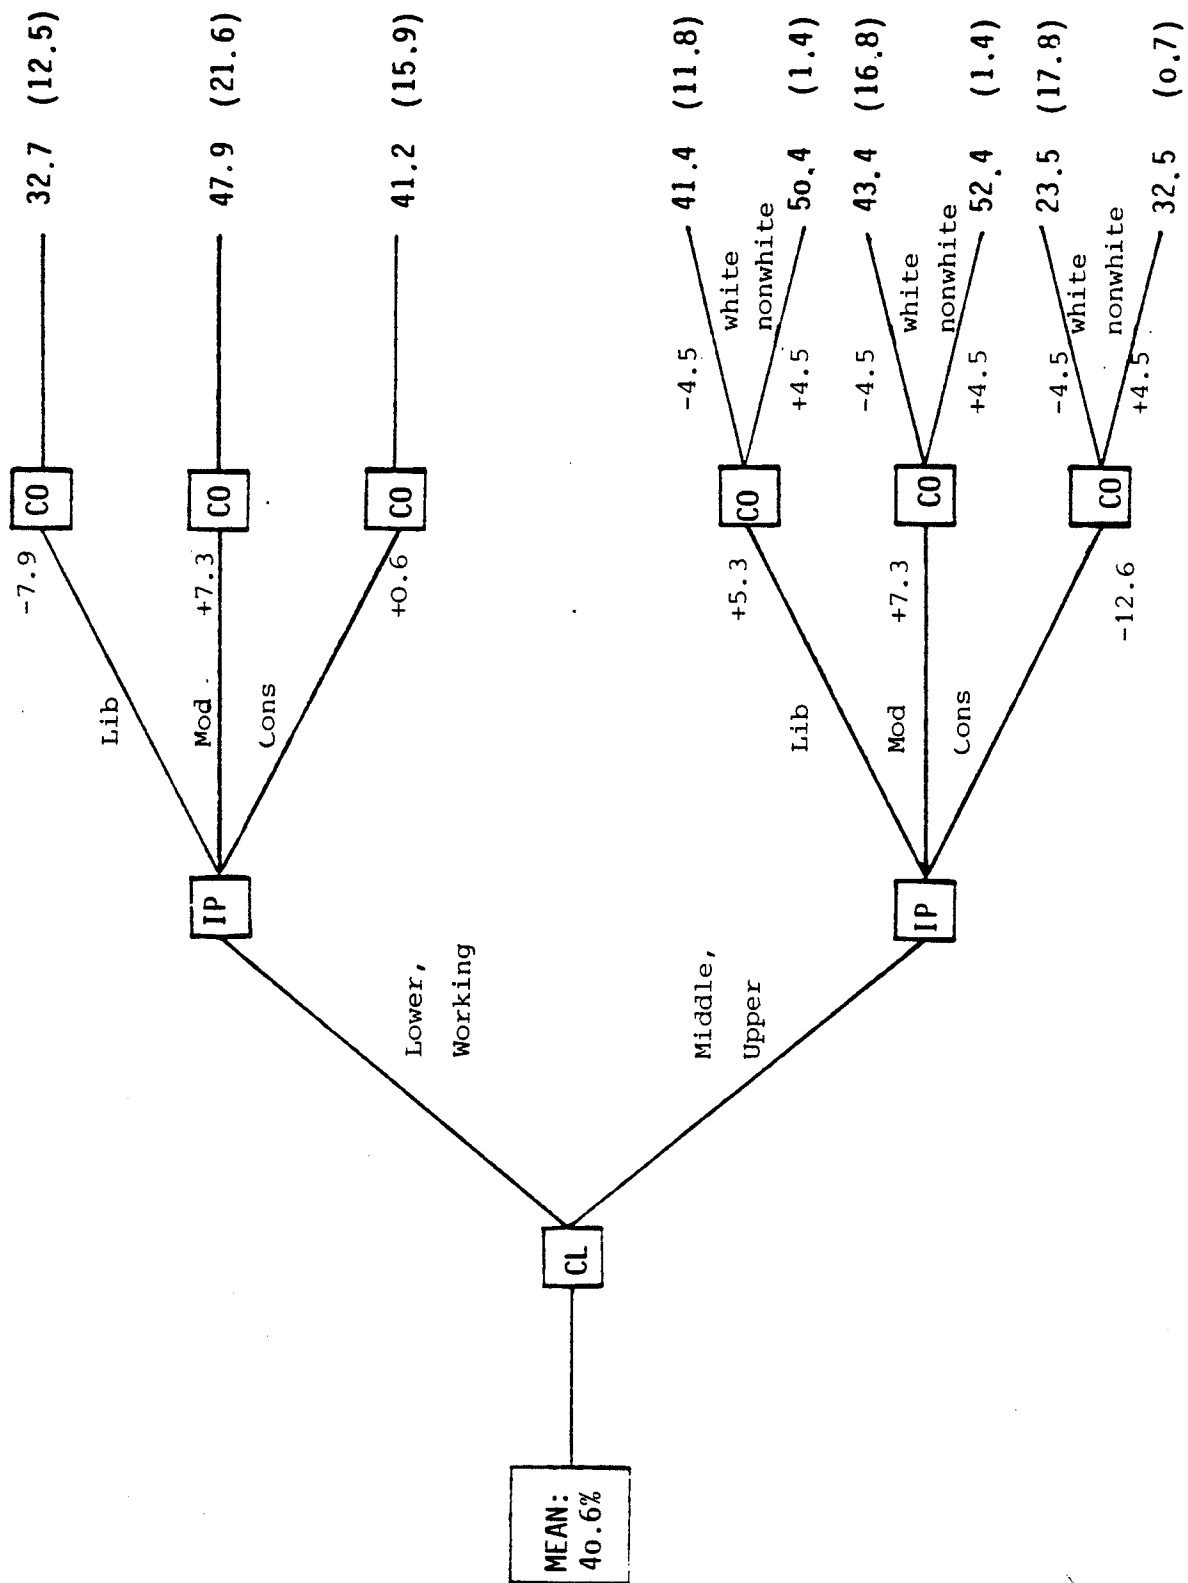 MEAN:
40.6%
CL
Lower,
Working
Middle,
Upper
IP
Lib
Mod
Cons
-7.9
+7.3
+0.6
CO
CO
CO
32.7 (12.5)
47.9 (21.6)
41.2 (15.9)
IP
Lib
Mod
Cons
+5.3
+7.3
-12.6
CO
-4.5
white
nonwhite
+4.5
41.4 (11.8)
50.4 (1.4)
CO
-4.5
white
nonwhite
+4.5
43.4 (16.8)
52.4 (1.4)
CO
-4.5
white
nonwhite
+4.5
23.5 (17.8)
32.5 (0.7)